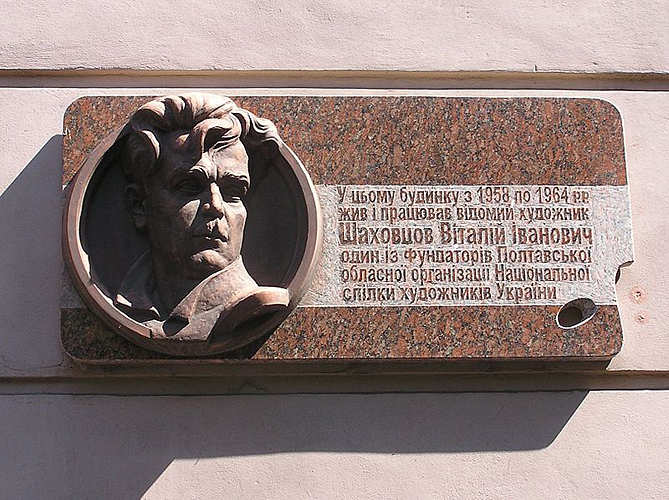 У цьому будинку з 1958 по 1964 рр
жив і працював відомий художник
Шаховцов Віталій Іванович
один із фундаторів Полтавської
обласної організації Національної
спілки художників України